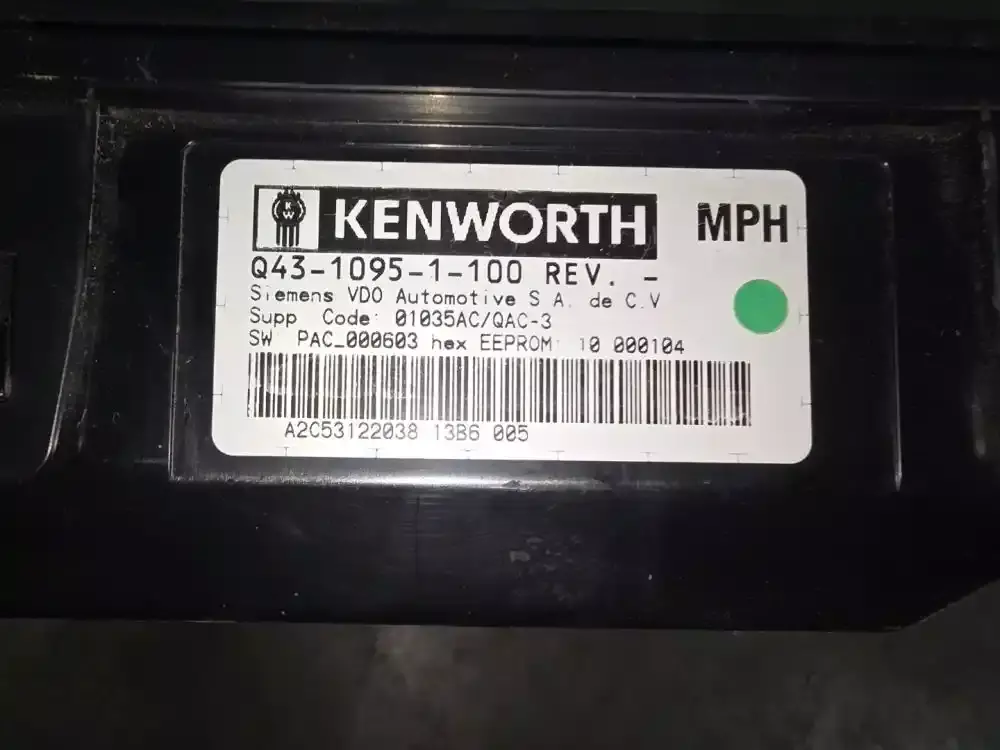 KENWORTH MPH
Q43-1095-1-100 REV. -
Siemens VDO Automotive S A. de C.V
Supp Code: 01035AC/QAC-3
SW PAC_000603 hex EEPROM: 10 000104
A2C53122038 13B6 005